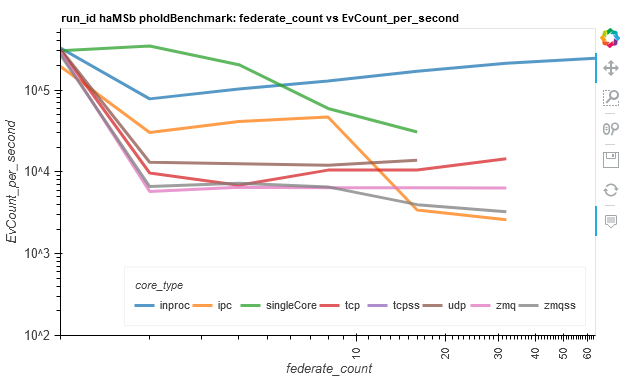 run_id haMSb pholdBenchmark: federate_count vs EvCount_per_second
EvCount_per_second
10^5
10^4
10^3
10^2
core_type
inproc ipc singleCore tcp tcpss udp zmq zmqss
10 20 30 40 50 60
federate_count